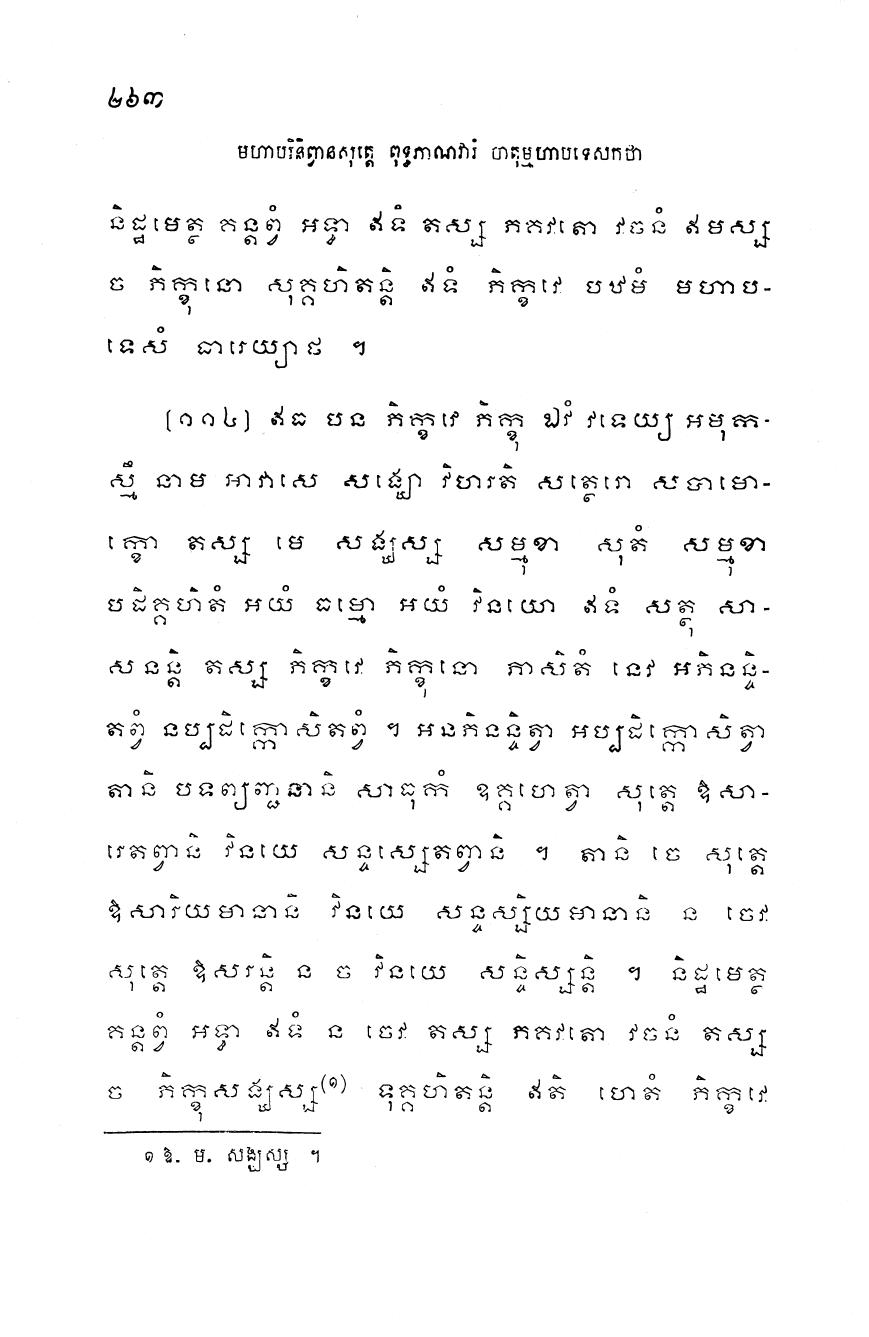 ២៦៣
មហាបរិនិព្វានសុត្តេ ពុទ្ធភាណវារំ ចាតុម្មហាបទេសកថា
និដ្ឋមេត្ថ គន្តព្វំ អទ្ធា ឥទំ តស្ស ភគវតោ វចនំ ឥមស្ស
ច ភិក្ខុនោ សុគ្គហិតន្តិ ឥទំ ភិក្ខវេ បឋមំ មហាប-
ទេសំ ធារេយ្យាថ ។
[១១៤] ឥធ បន ភិក្ខវេ ភិក្ខុ ឯវំ វទេយ្យ អមុក-
ស្មឹ នាម អាវាសេ សង្ឃោ វិហរតិ សត្ថេរោ សបាមោ-
ក្ខោ តស្ស មេ សង្ឃស្ស សម្មុខា សុតំ សម្មុខា
បដិគ្គហិតំ អយំ ធម្មោ អយំ វិនយោ ឥទំ សត្ថុ សា-
សនន្តិ តស្ស ភិក្ខវេ ភិក្ខុនោ ភាសិតំ នេវ អភិនន្ទិ-
តព្វំ នប្បដិក្កោសិតព្វំ ។ អនភិនន្ទិត្វា អប្បដិក្កោសិត្វា
តានិ បទព្យញ្ជនានិ សាធុកំ ឧគ្គហេត្វា សុត្តេ ឱសា-
រេតព្វានិ វិនយេ សន្ទស្សេតព្វានិ ។ តានិ ចេ សុត្តេ
ឱសារិយមានានិ វិនយេ សន្ទស្សិយមានានិ ន ចេវ
សុត្តេ ឱសរន្តិ ន ច វិនយេ សន្ទិស្សន្តិ ។ និដ្ឋមេត្ថ
គន្តព្វំ អទ្ធា ឥទំ ន ចេវ តស្ស ភគវតោ វចនំ តស្ស
ច ភិក្ខុសង្ឃស្ស(១) ទុគ្គហិតន្តិ ឥតិ ហេតំ ភិក្ខវេ
១ ឱ. ម. សង្ឃស្ស ។